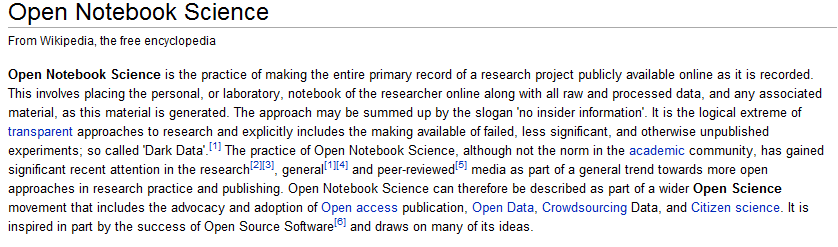 Open Notebook Science
From Wikipedia, the free encyclopedia
Open Notebook Science is the practice of making the entire primary record of a research project publicly available online as it is recorded.
This involves placing the personal, or laboratory, notebook of the researcher online along with all raw and processed data, and any associated
material, as this material is generated. The approach may be summed up by the slogan 'no insider information'. It is the logical extreme of
transparent approaches to research and explicitly includes the making available of failed, less significant, and otherwise unpublished
experiments; so called 'Dark Data'.[1] The practice of Open Notebook Science, although not the norm in the academic community, has gained
significant recent attention in the research[2][3], general[1][4] and peer-reviewed[5] media as part of a general trend towards more open
approaches in research practice and publishing. Open Notebook Science can therefore be described as part of a wider Open Science
movement that includes the advocacy and adoption of Open access publication, Open Data, Crowdsourcing Data, and Citizen science. It is
inspired in part by the success of Open Source Software[6] and draws on many of its ideas.